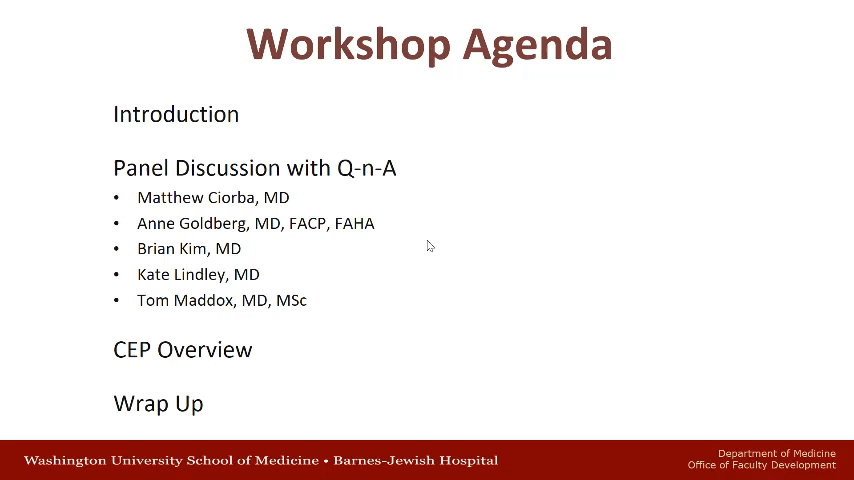 Workshop Agenda
Introduction
Panel Discussion with Q-n-A
• Matthew Ciorba, MD
• Anne Goldberg, MD, FACP, FAHA
• Brian Kim, MD
• Kate Lindley, MD
• Tom Maddox, MD, MSc
CEP Overview
Wrap Up
Washington University School of Medicine • Barnes-Jewish Hospital
Department of Medicine
Office of Faculty Development